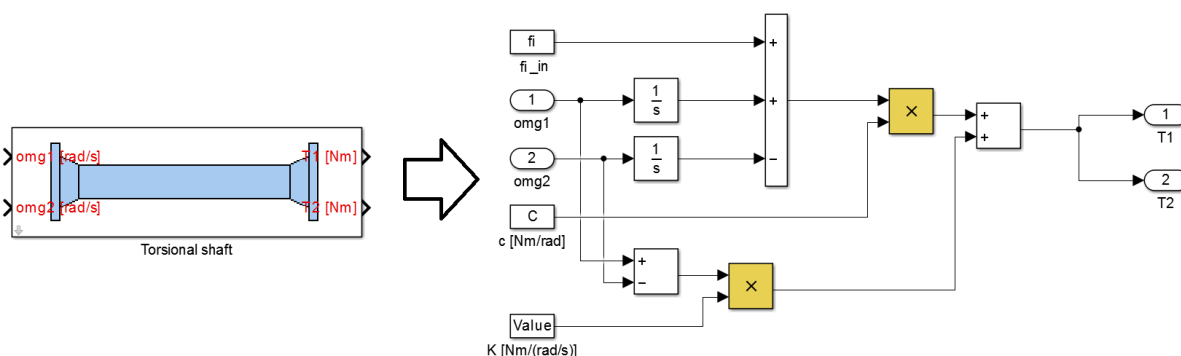 omg1 [rad/s]
T1 [Nm]
omg2 [rad/s]
T2 [Nm]
Torsional shaft
fi
fi_in
+
1
omg1
1
s
+
2
omg2
1
s
−
C
c [Nm/rad]
×
+
+
1
T1
2
T2
+
−
×
Value
K [Nm/(rad/s)]